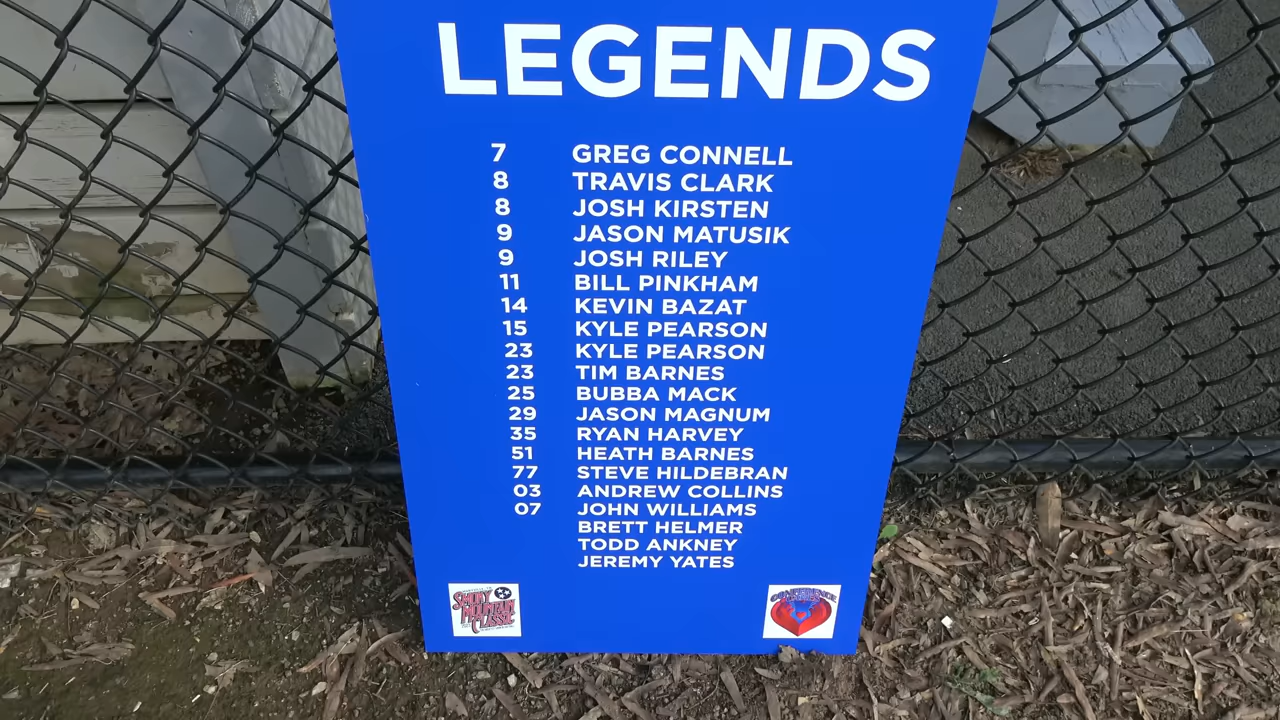 LEGENDS
7 GREG CONNELL
8 TRAVIS CLARK
8 JOSH KIRSTEN
9 JASON MATUSIK
9 JOSH RILEY
11 BILL PINKHAM
14 KEVIN BAZAT
15 KYLE PEARSON
23 KYLE PEARSON
23 TIM BARNES
25 BUBBA MACK
29 JASON MAGNUM
35 RYAN HARVEY
51 HEATH BARNES
77 STEVE HILDEBRAN
03 ANDREW COLLINS
07 JOHN WILLIAMS
BRETT HELMER
TODD ANKNEY
JEREMY YATES
SMOKY
MOUNTAIN
CLASSIC